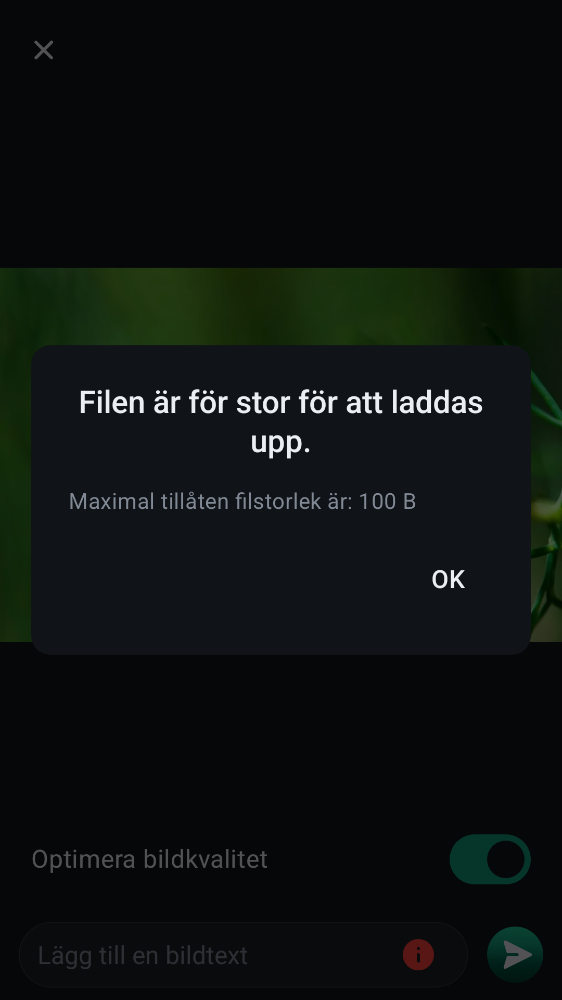 Filen är för stor för att laddas
upp.
Maximal tillåten filstorlek är: 100 B
OK
Optimera bildkvalitet
Lägg till en bildtext